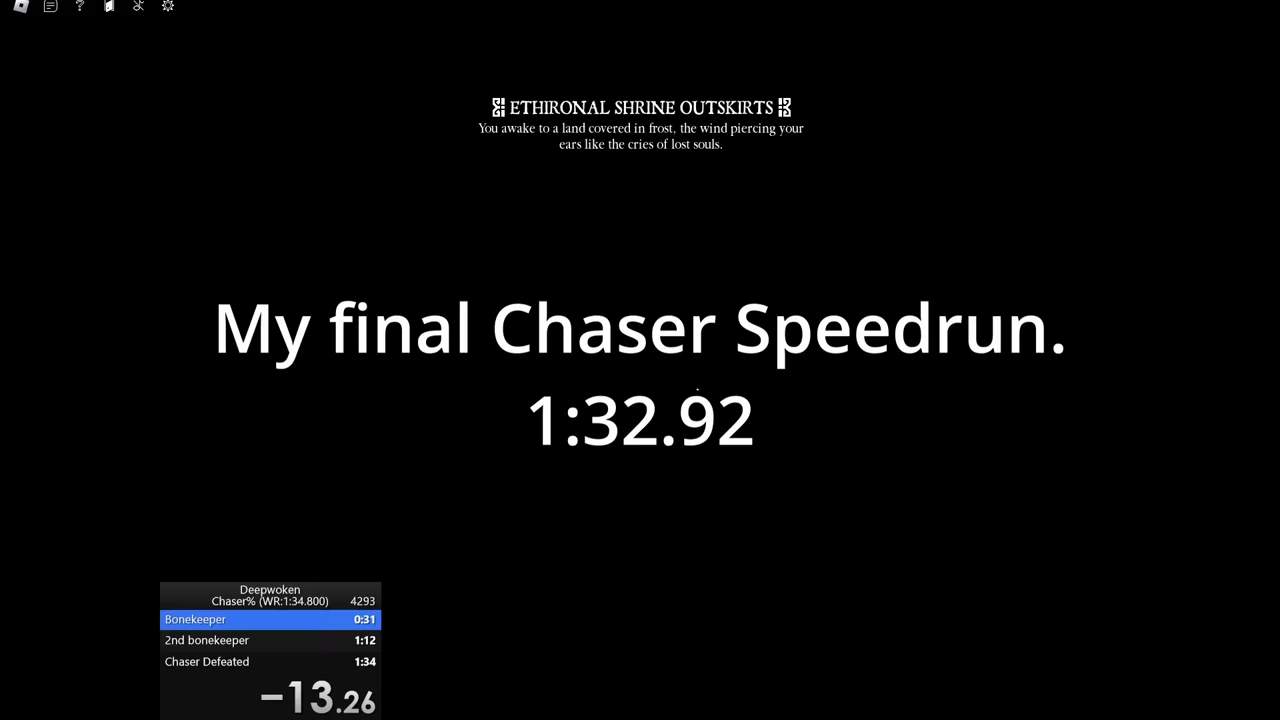 ETHIRONAL SHRINE OUTSKIRTS
You awake to a land covered in frost, the wind piercing your
ears like the cries of lost souls.
My final Chaser Speedrun.
1:32.92
Deepwoken
Chaser% (WR:1:34.800) 4293
Bonekeeper 0:31
2nd bonekeeper 1:12
Chaser Defeated 1:34
−13.26